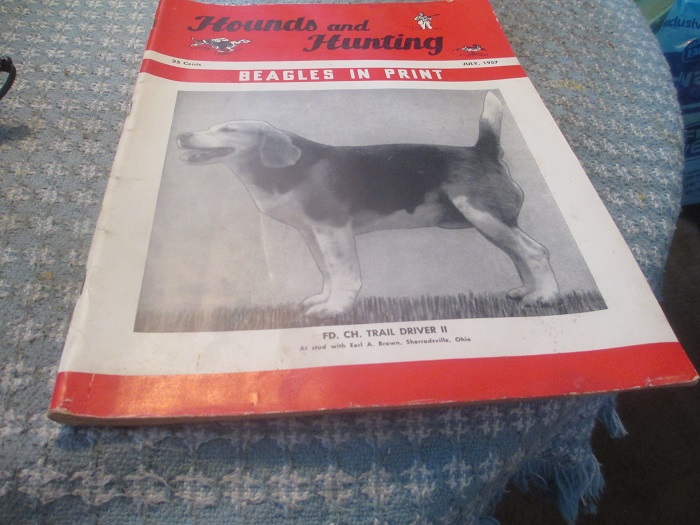 Hounds and
Hunting
25 Cents
JULY, 1957
BEAGLES IN PRINT
FD. CH. TRAIL DRIVER II
At stud with Earl A. Brown, Sherrodsville, Ohio